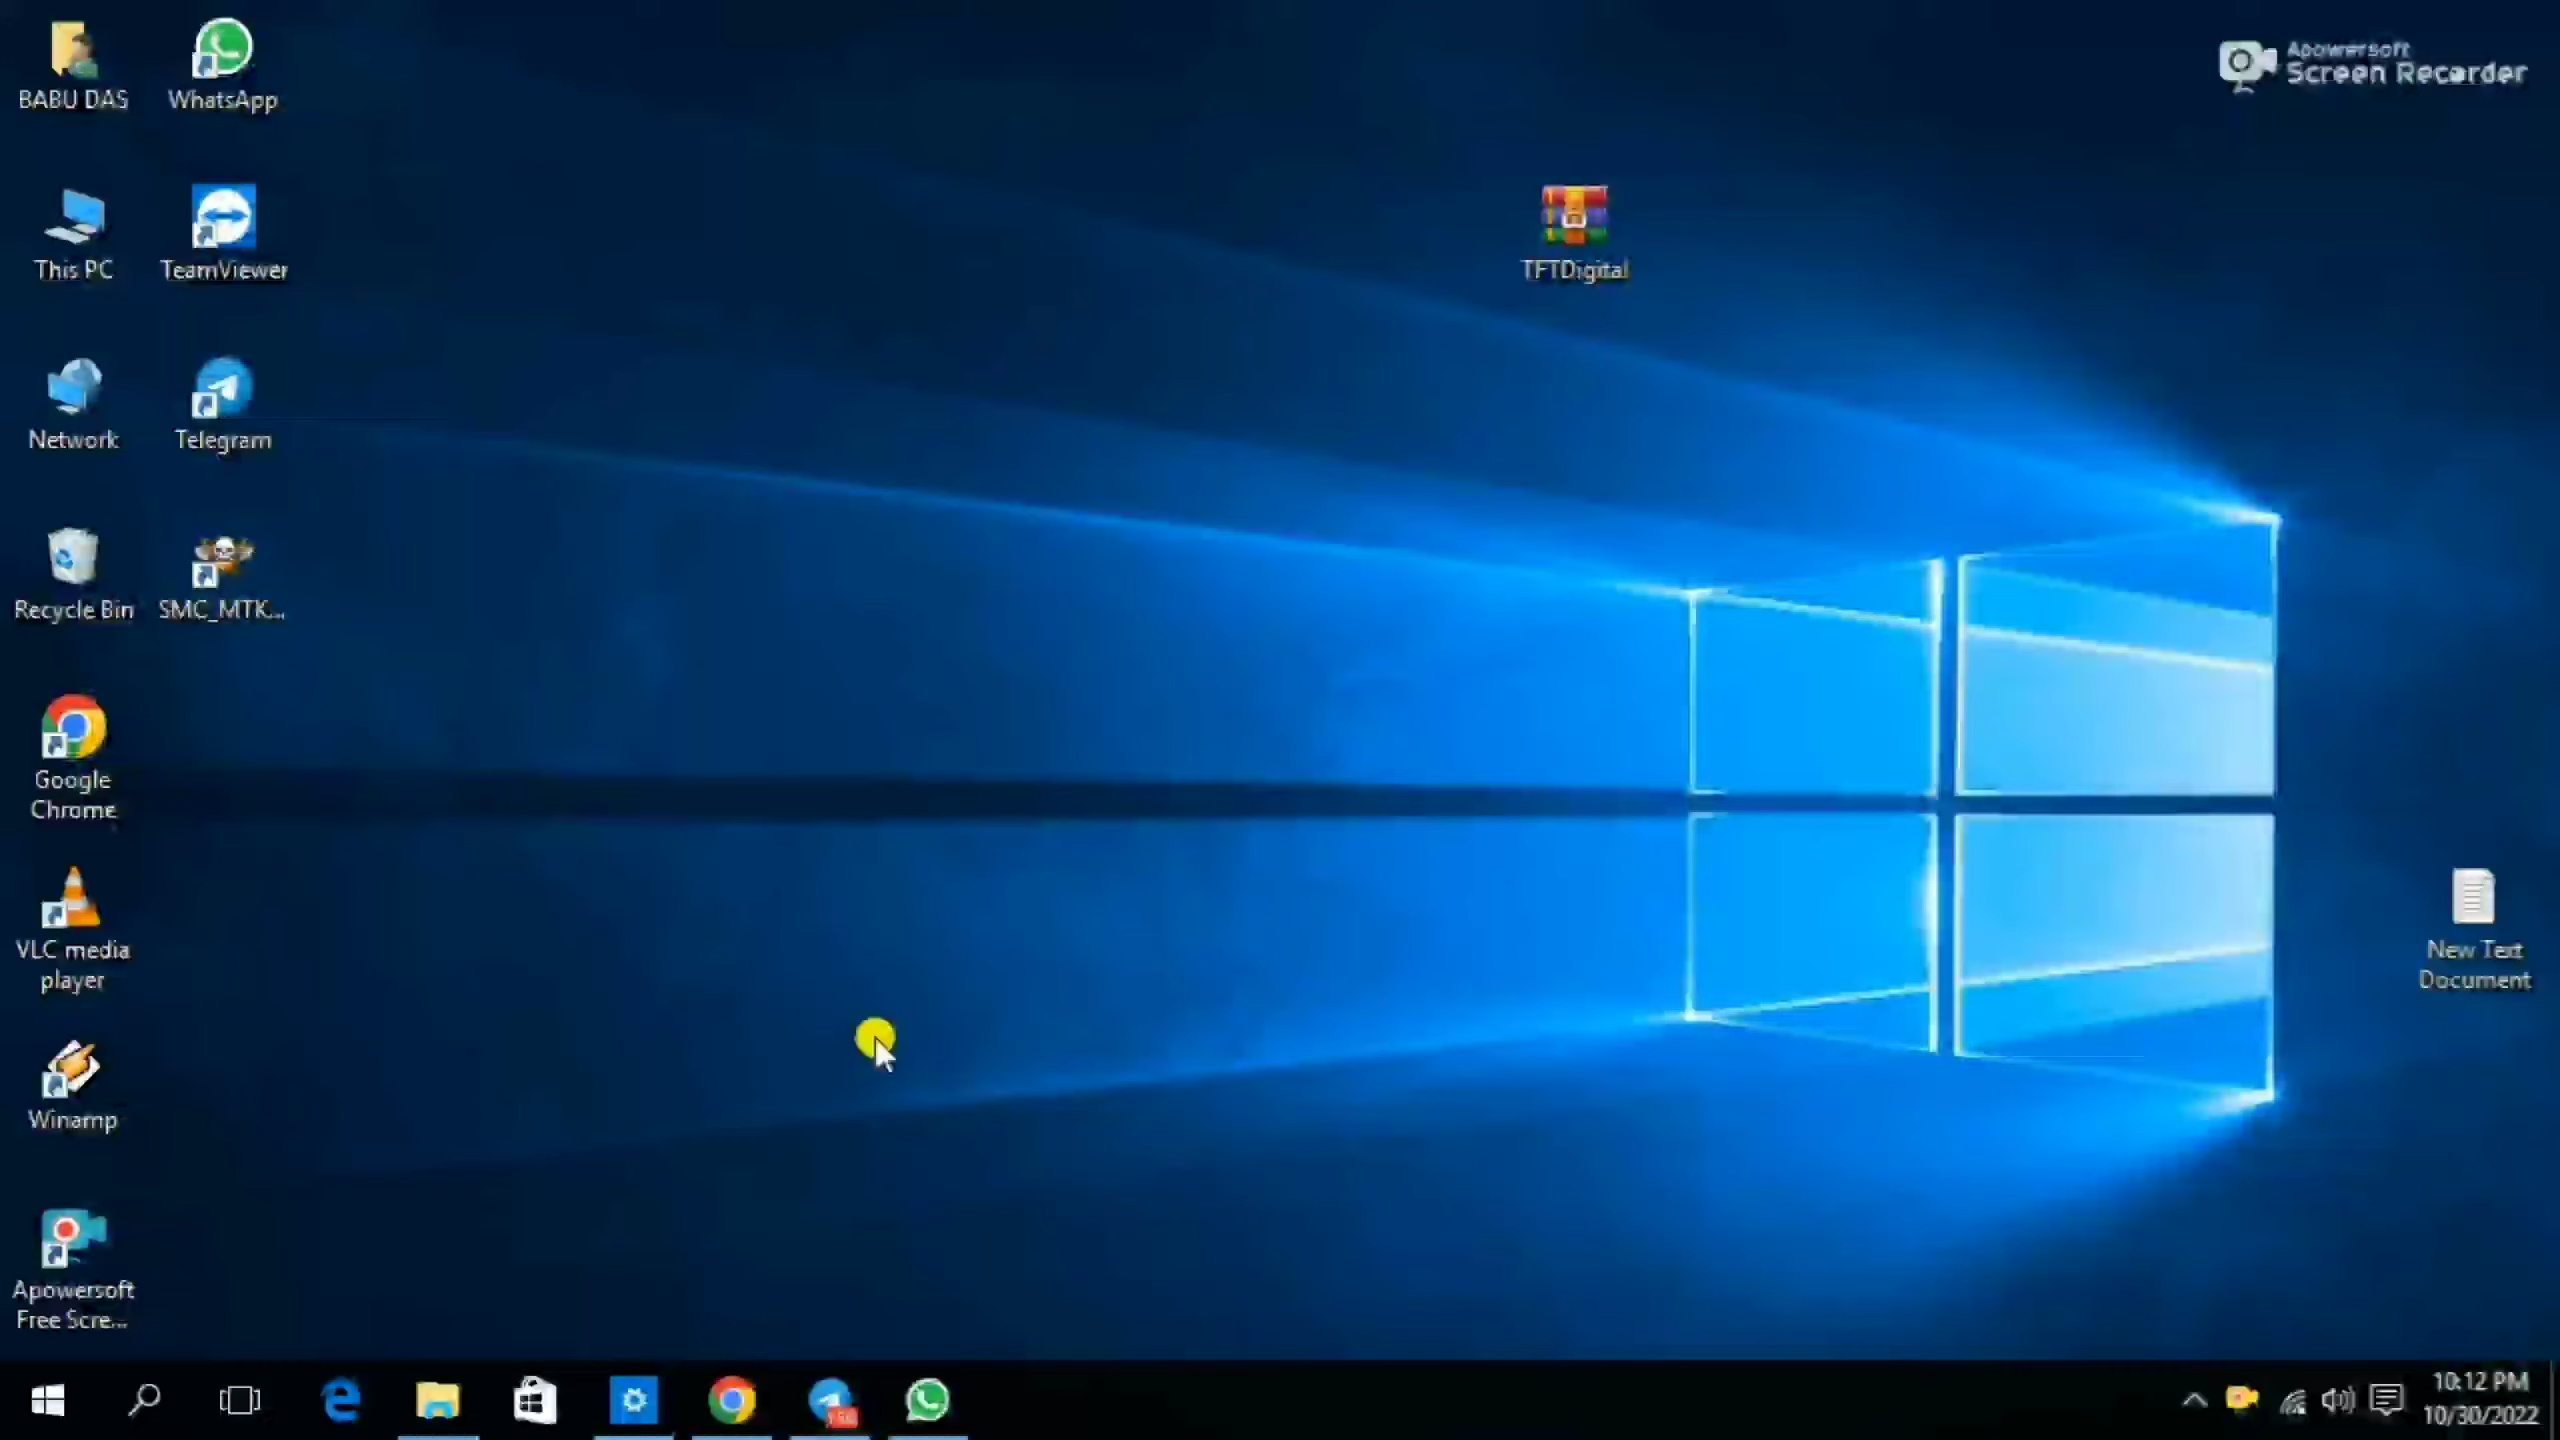 BABU DAS
WhatsApp
Apowersoft
Screen Recorder
This PC
TeamViewer
TFTDigital
Network
Telegram
Recycle Bin
SMC_MTK...
Google
Chrome
VLC media
player
New Text
Document
Winamp
Apowersoft
Free Scre...
10:12 PM
10/30/2022